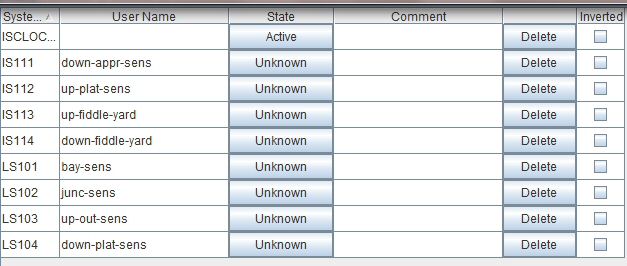 Syste... User Name State Comment Inverted
ISCLOC... Active Delete
IS111 down-appr-sens Unknown Delete
IS112 up-plat-sens Unknown Delete
IS113 up-fiddle-yard Unknown Delete
IS114 down-fiddle-yard Unknown Delete
LS101 bay-sens Unknown Delete
LS102 junc-sens Unknown Delete
LS103 up-out-sens Unknown Delete
LS104 down-plat-sens Unknown Delete